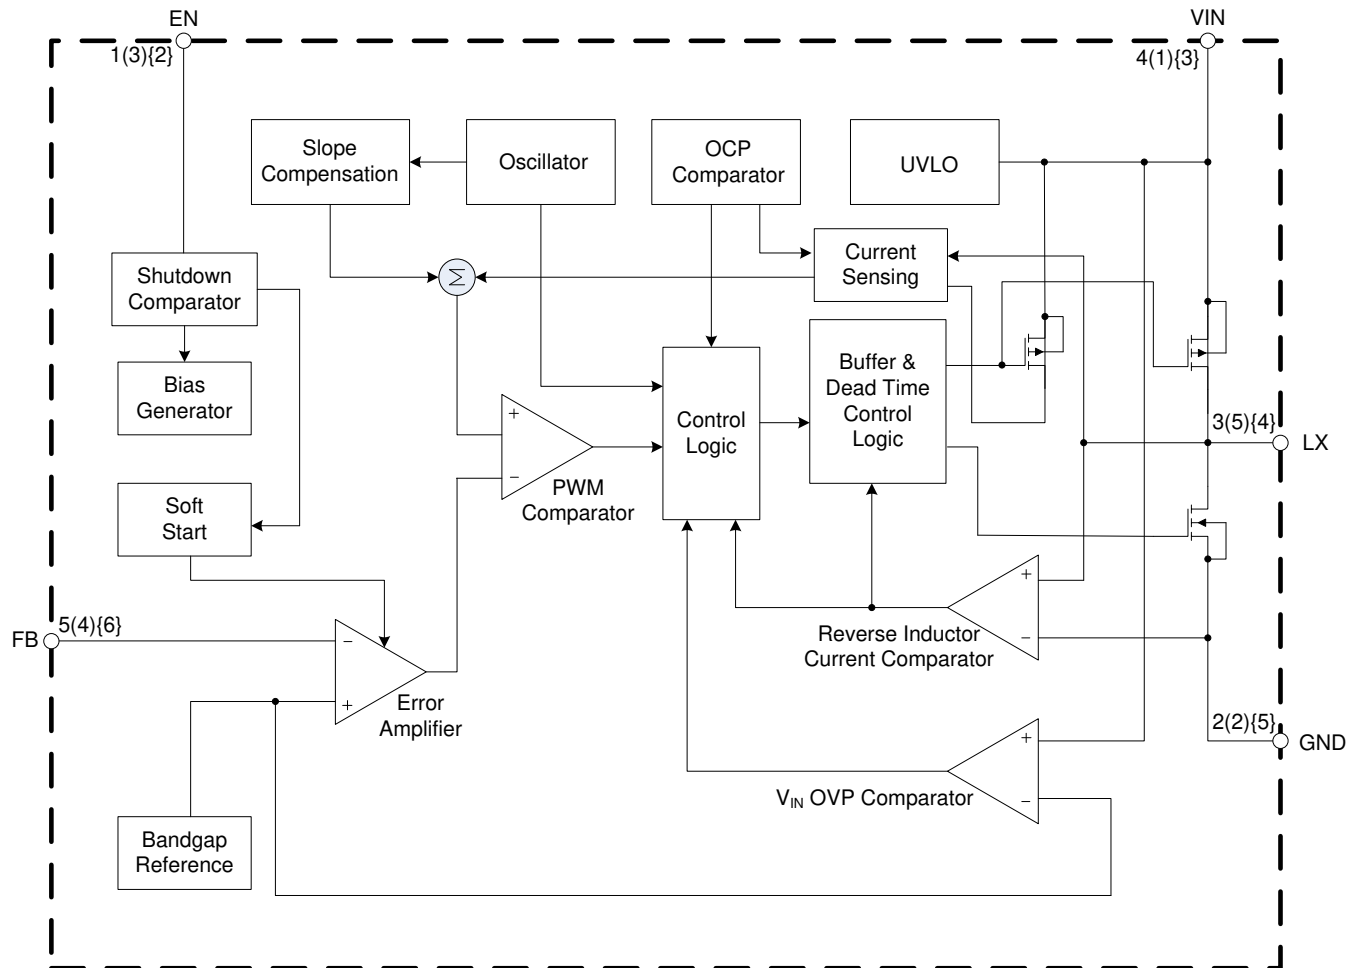 EN
VIN
1(3){2}
4(1){3}
Slope
Compensation
Oscillator
OCP
Comparator
UVLO
Shutdown
Comparator
Σ
Current
Sensing
Bias
Generator
Buffer &
Dead Time
Control
Logic
Control
Logic
+
−
PWM
Comparator
3(5){4}
LX
Soft
Start
+
−
Reverse Inductor
Current Comparator
5(4){6}
FB
−
+
Error
Amplifier
2(2){5}
GND
+
−
VIN OVP Comparator
Bandgap
Reference